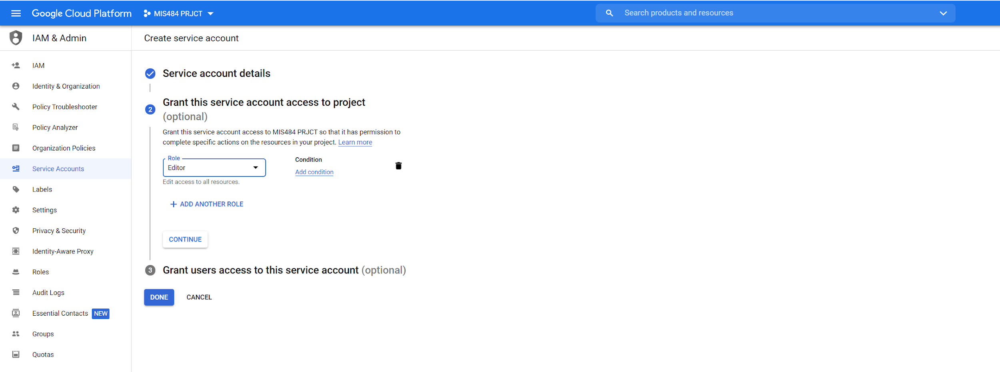 Google Cloud Platform
MIS484 PRJCT
Search products and resources
IAM & Admin
Create service account
IAM
Identity & Organization
Policy Troubleshooter
Policy Analyzer
Organization Policies
Service Accounts
Labels
Settings
Privacy & Security
Identity-Aware Proxy
Roles
Audit Logs
Essential Contacts NEW
Groups
Quotas
Service account details
2
Grant this service account access to project
(optional)
Grant this service account access to MIS484 PRJCT so that it has permission to
complete specific actions on the resources in your project. Learn more
Role
Editor
Condition
Add condition
Edit access to all resources.
+ ADD ANOTHER ROLE
CONTINUE
3 Grant users access to this service account (optional)
DONE CANCEL